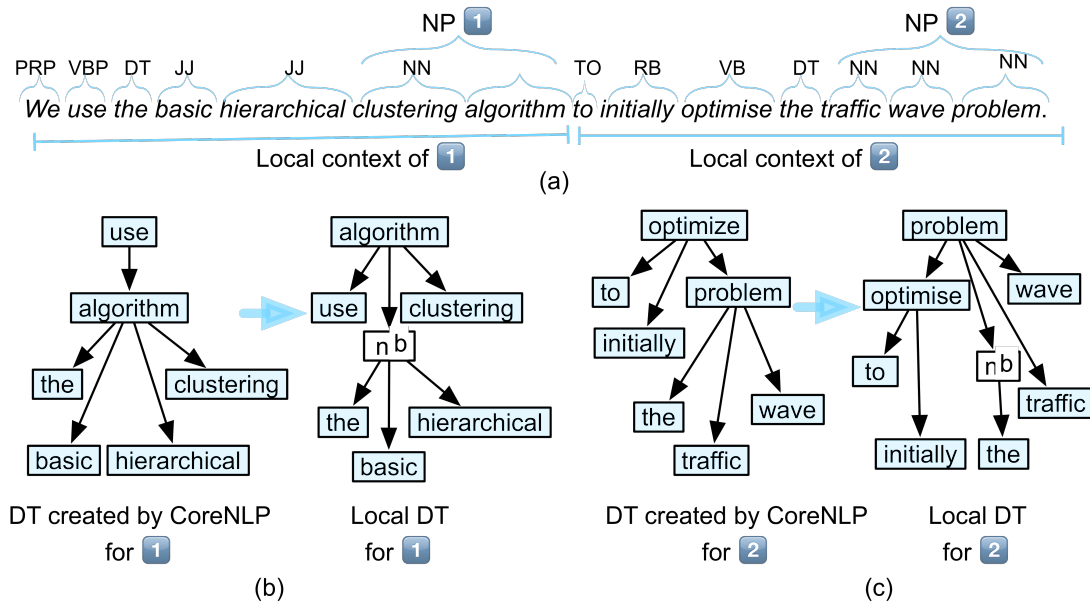 NP 1 NP 2
PRP VBP DT JJ JJ NN TO RB VB DT NN NN NN
We use the basic hierarchical clustering algorithm to initially optimise the traffic wave problem.
Local context of 1 Local context of 2
(a)
use
algorithm
the
clustering
basic
hierarchical
DT created by CoreNLP
for 1
algorithm
use
clustering
n b
the
hierarchical
basic
Local DT
for 1
(b)
optimize
to
problem
initially
the
wave
traffic
DT created by CoreNLP
for 2
problem
optimise
wave
to
n b
traffic
initially
the
Local DT
for 2
(c)